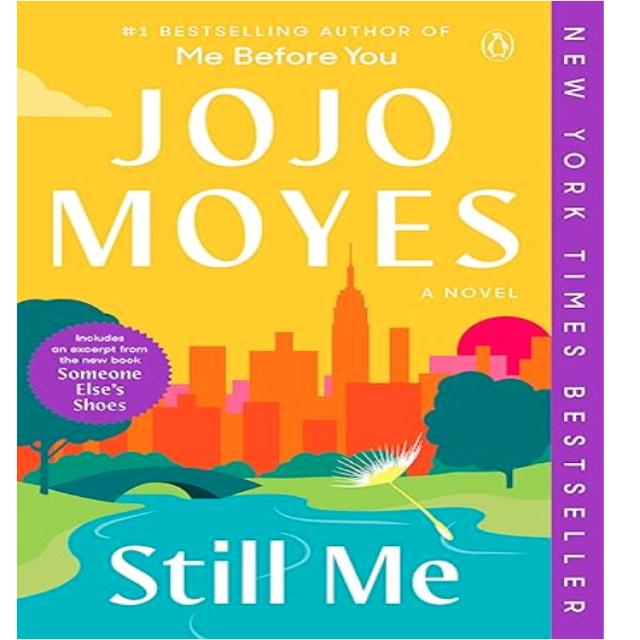 #1 BESTSELLING AUTHOR OF
Me Before You
JOJO
MOYES
A NOVEL
Includes
an excerpt from
the new book
Someone
Else's
Shoes
Still Me
NEW YORK TIMES BESTSELLER